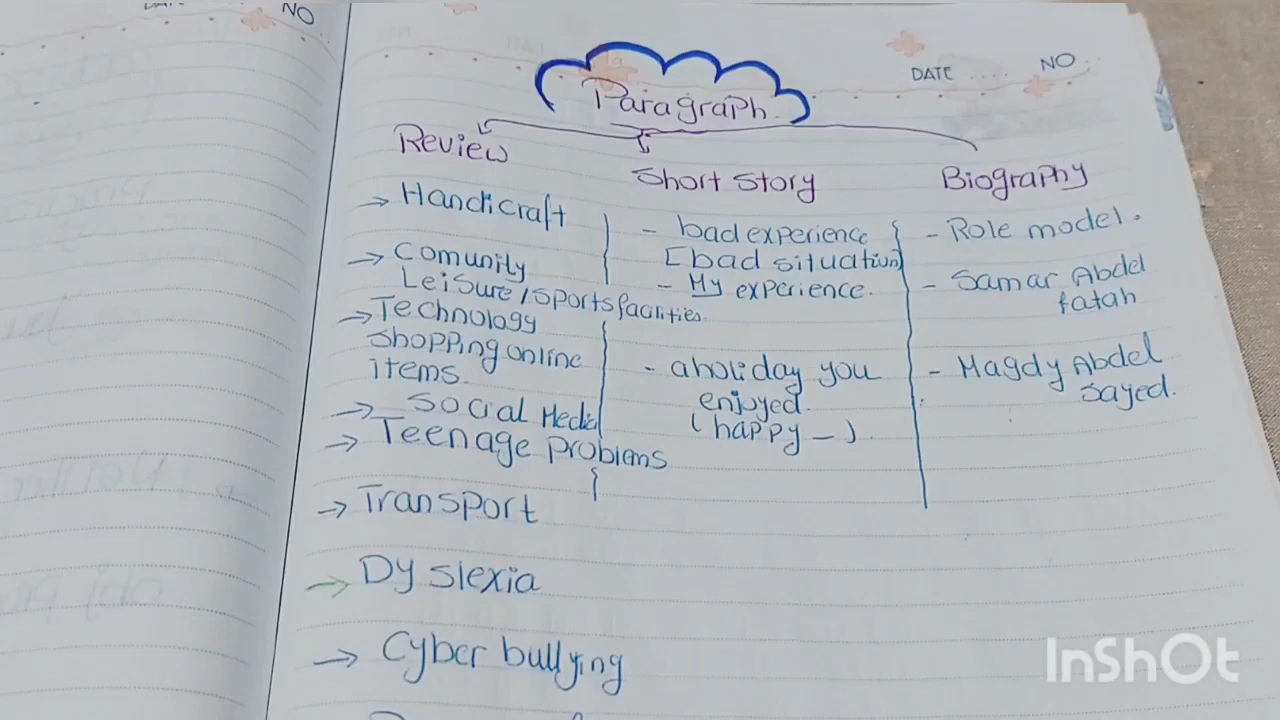 NO
DATE .... NO..
Paragraph.
Review
Short Story
Biography
→ Handicraft
→ Comunity
Leisure / sports facilities.
→ Technology
shopping online
items.
→ Social Media
→ Teenage problems
→ Transport
→ Dyslexia
→ Cyber bullying
- bad experience
[bad situation]
- My experience.
- a holiday you
enjoyed.
(happy -).
- Role model.
- Samar Abdel
fatah
- Magdy Abdel
Sayed.
InShOt